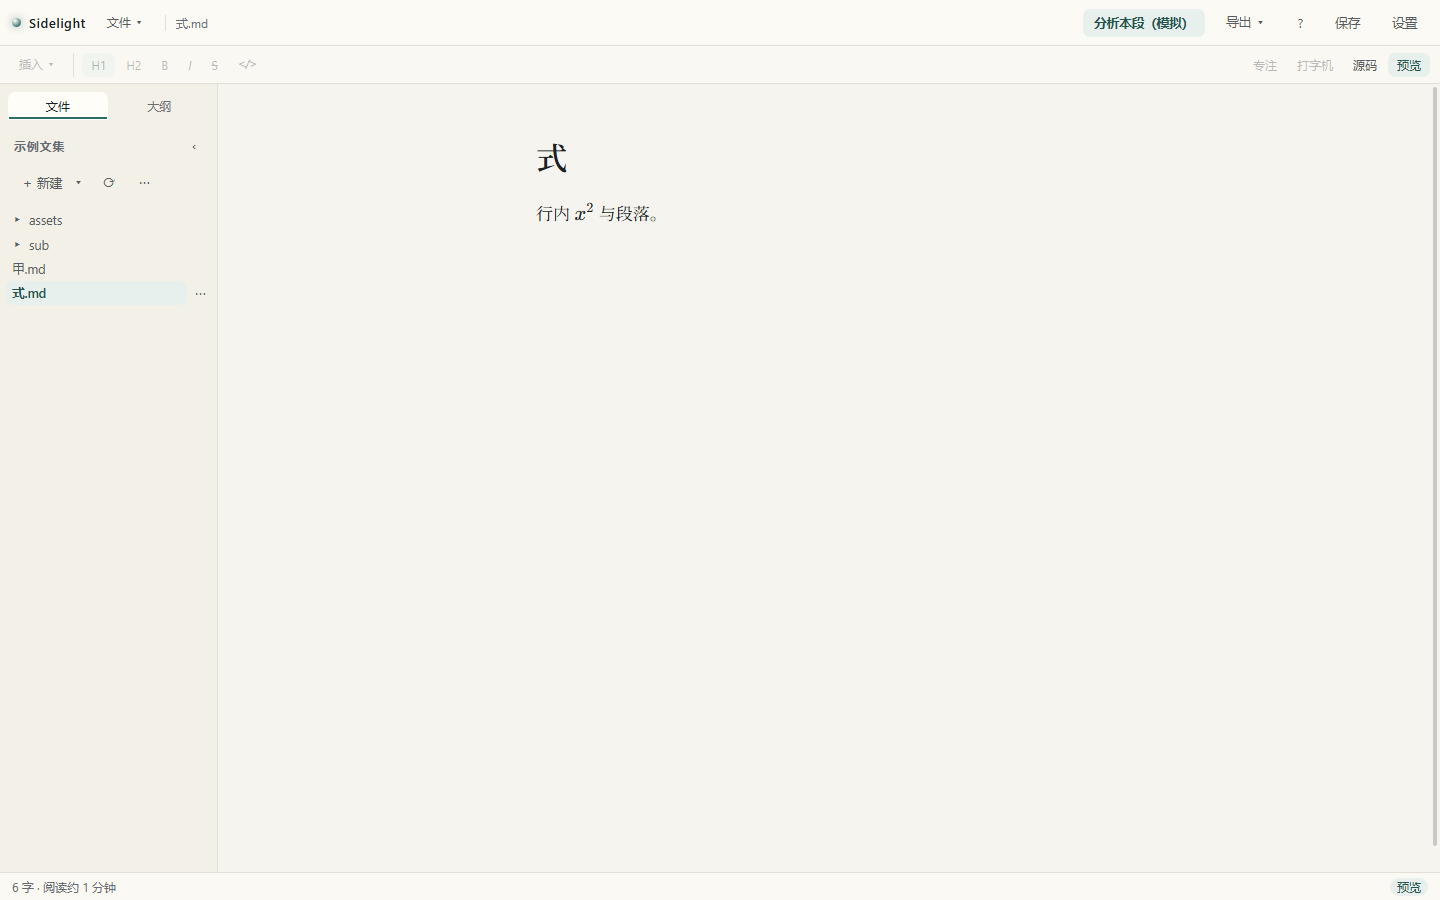 Sidelight 文件 式.md 分析本段（模拟） 导出 ? 保存 设置
插入 H1 H2 B I S </> 专注 打字机 源码 预览
文件 大纲
示例文集 ‹
+ 新建 ...
assets
sub
甲.md
式.md ...
式
行内 x² 与段落。
6 字 · 阅读约 1 分钟 预览